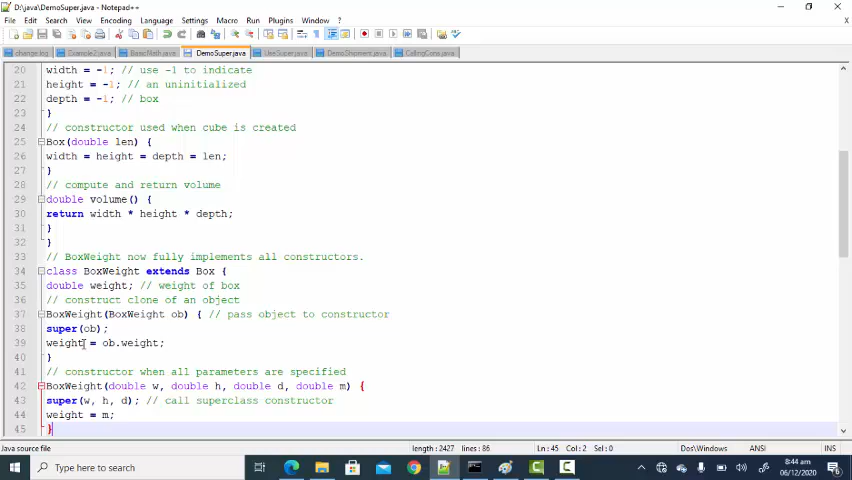 D:\java\DemoSuper.java - Notepad++
File Edit Search View Encoding Language Settings Macro Run Plugins Window ?
X
change.log Example2.java BasicMath.java DemoSuper.java UseSuper.java DemoShipment.java CallingCons.java
20 width = -1; // use -1 to indicate
21 height = -1; // an uninitialized
22 depth = -1; // box
23 }
24 // constructor used when cube is created
25 Box(double len) {
26 width = height = depth = len;
27 }
28 // compute and return volume
29 double volume() {
30 return width * height * depth;
31 }
32 }
33 // BoxWeight now fully implements all constructors.
34 class BoxWeight extends Box {
35 double weight; // weight of box
36 // construct clone of an object
37 BoxWeight(BoxWeight ob) { // pass object to constructor
38 super(ob);
39 weight = ob.weight;
40 }
41 // constructor when all parameters are specified
42 BoxWeight(double w, double h, double d, double m) {
43 super(w, h, d); // call superclass constructor
44 weight = m;
45 }
Java source file length : 2427 lines : 86 Ln : 45 Col : 2 Sel : 0 Dos\Windows ANSI INS
Type here to search 8:44 am
06/12/2020